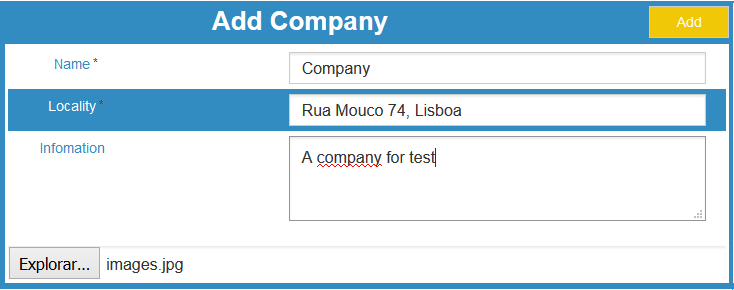 Add Company
Add
Name *
Company
Locality *
Rua Mouco 74, Lisboa
Infomation
A company for test
Explorar... images.jpg